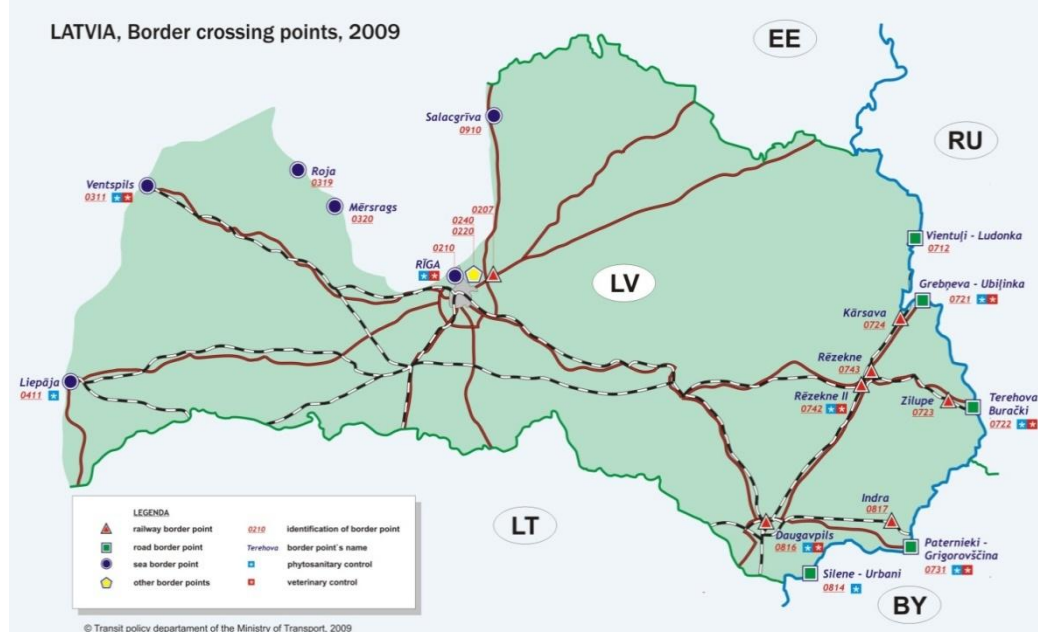 LATVIA, Border crossing points, 2009
EE
RU
Salacgrīva
0910
Roja
0319
Ventspils
0311
Mērsrags
0320
0207
0240
0220
0210
RĪGA
LV
Vientuļi - Ludonka
0712
Grebņeva - Ubiļinka
0721
Kārsava
0724
Rēzekne
0743
Rēzekne II
0742
Zilupe
0723
Terehova
Burački
0722
Liepāja
0411
Indra
0817
Daugavpils
0816
Paternieki -
Grigorovščina
0731
Silene - Urbani
0814
LT
BY
LEGENDA
railway border point
0210 identification of border point
road border point
Terehova border point`s name
sea border point
phytosanitary control
other border points
veterinary control
© Transit policy departament of the Ministry of Transport, 2009